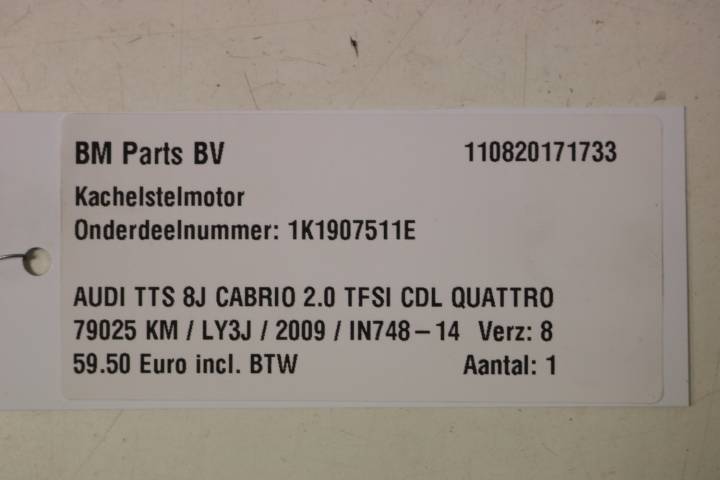 BM Parts BV 110820171733
Kachelstelmotor
Onderdeelnummer: 1K1907511E
AUDI TTS 8J CABRIO 2.0 TFSI CDL QUATTRO
79025 KM / LY3J / 2009 / IN748-14 Verz: 8
59.50 Euro incl. BTW Aantal: 1